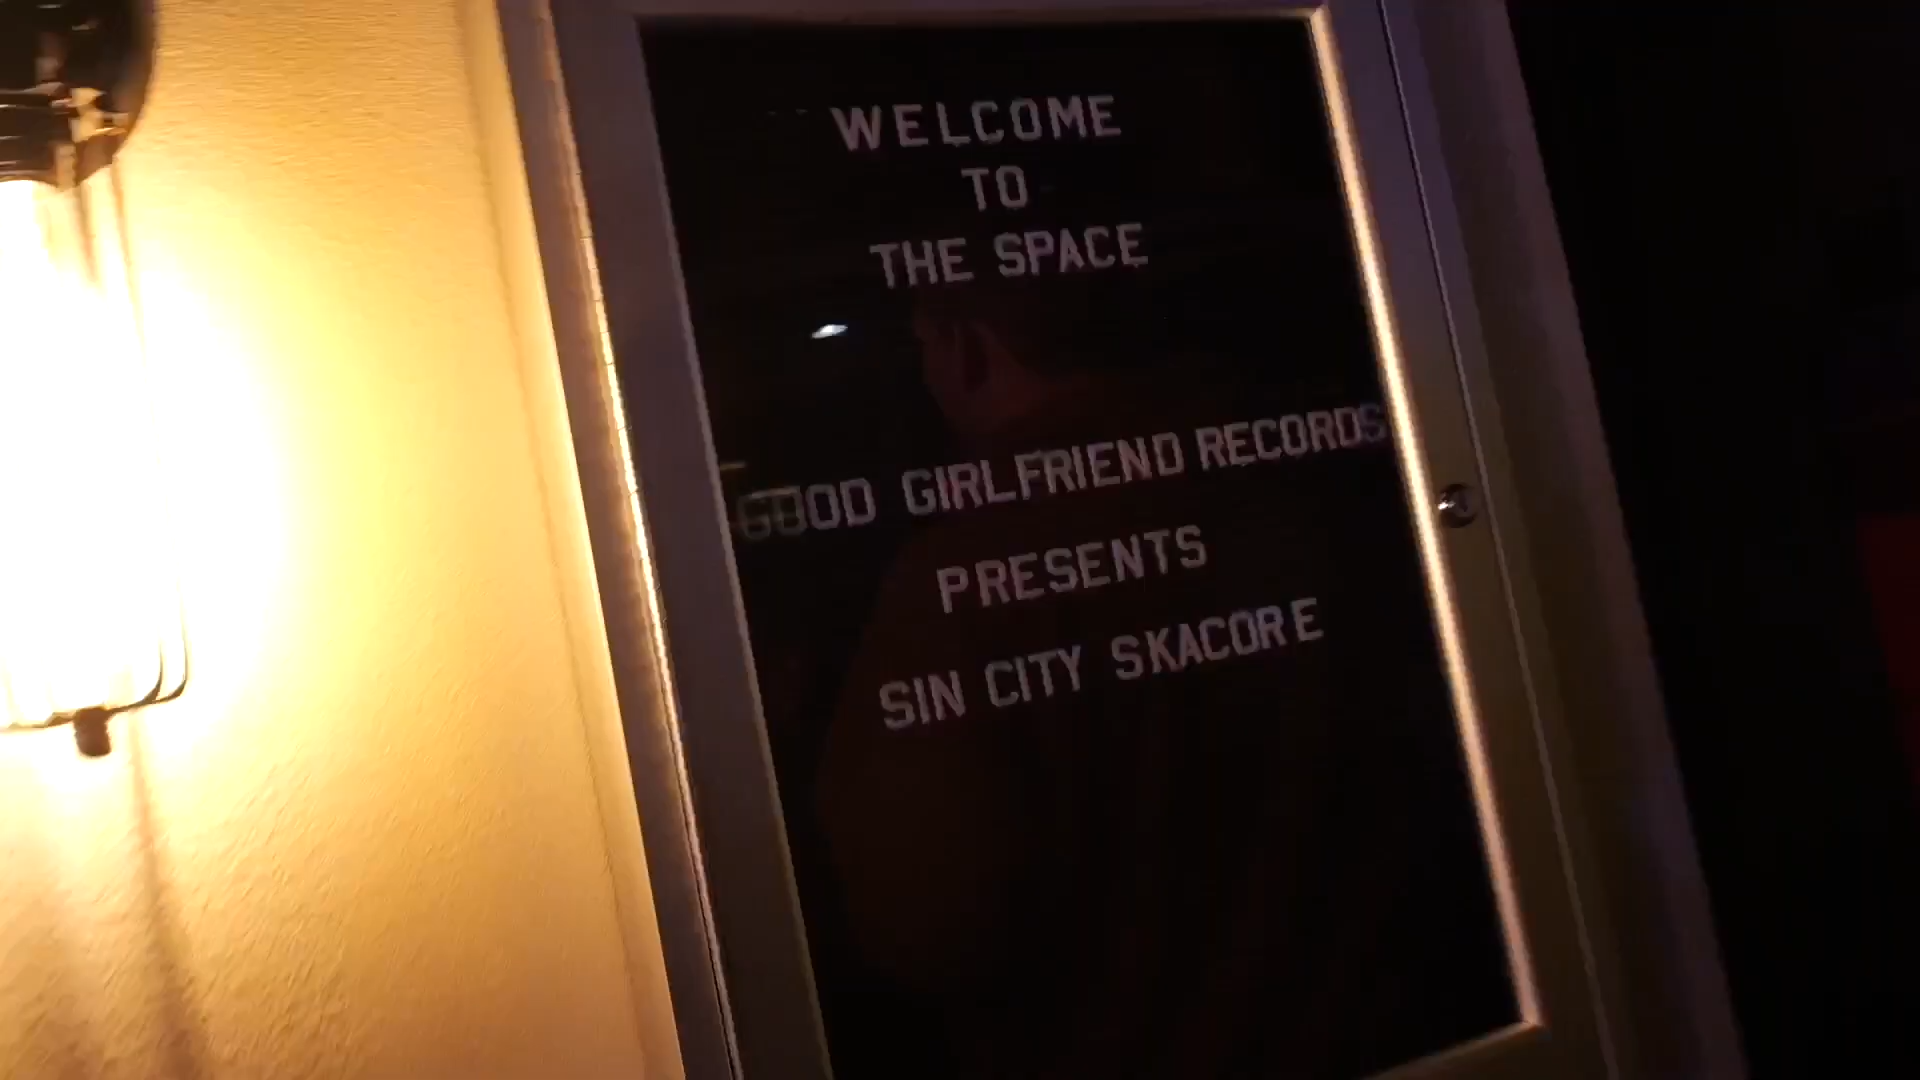 WELCOME
TO
THE SPACE
GOOD GIRLFRIEND RECORDS
PRESENTS
SIN CITY SKACORE